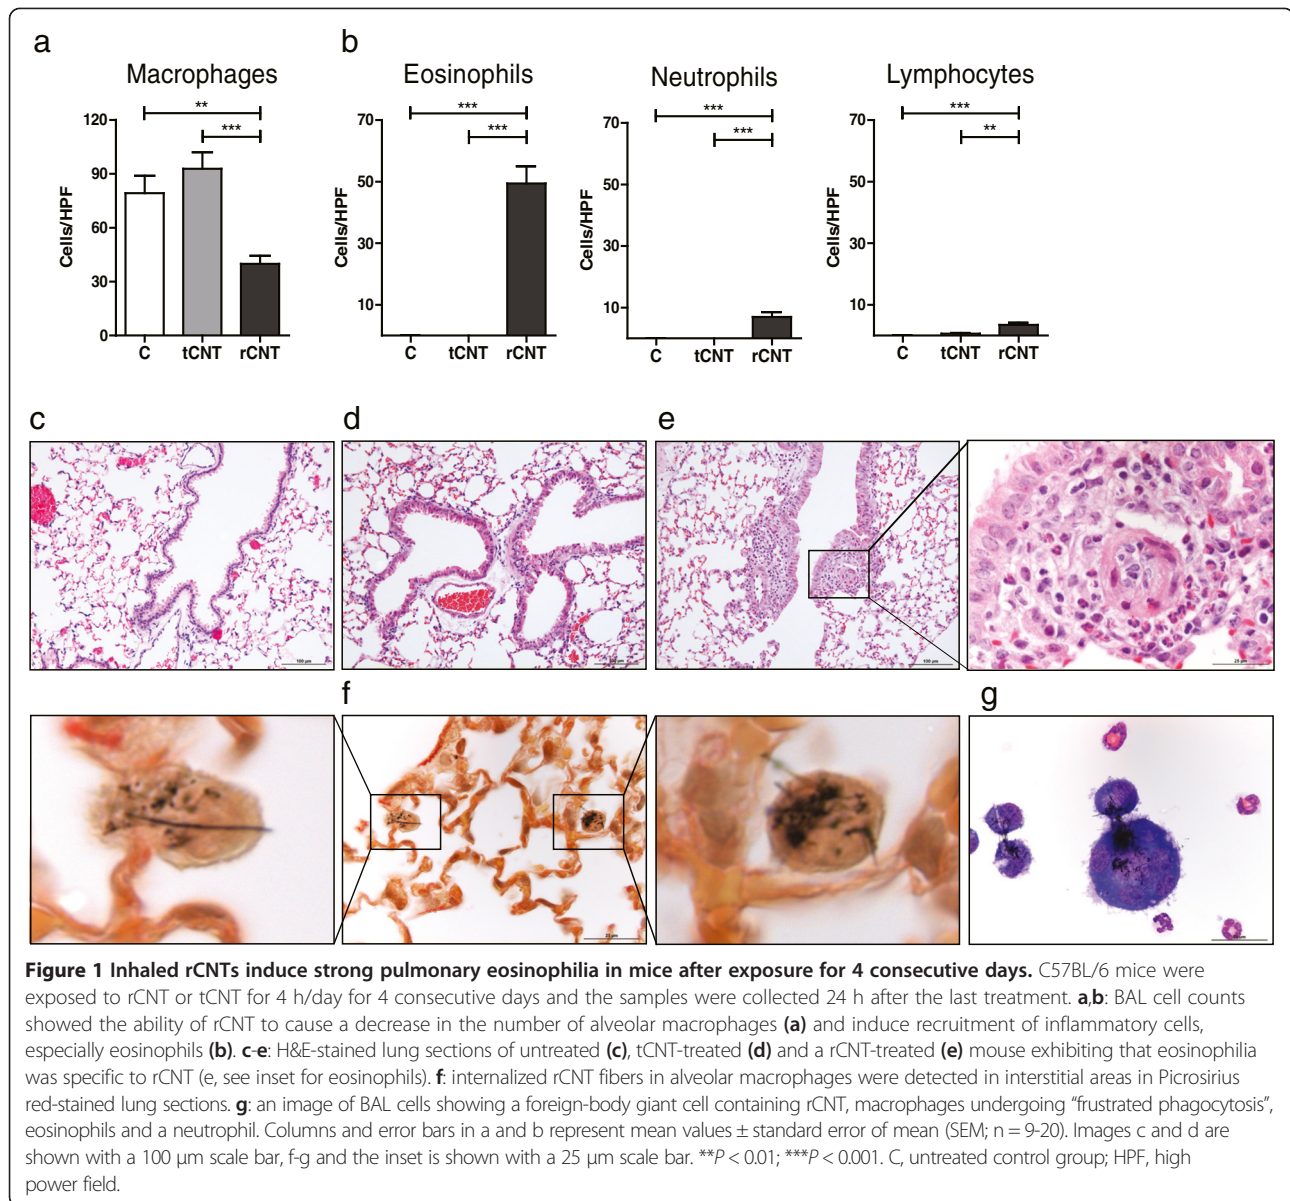 a
b
Macrophages
Eosinophils
Neutrophils
Lymphocytes
**
***
120
90
60
30
0
Cells/HPF
C
tCNT
rCNT
***
***
70
50
30
10
Cells/HPF
C
tCNT
rCNT
***
***
70
50
30
10
Cells/HPF
C
tCNT
rCNT
***
**
70
50
30
10
Cells/HPF
C
tCNT
rCNT
c
d
e
100 µm
100 µm
25 µm
f
g
25 µm
Figure 1 Inhaled rCNTs induce strong pulmonary eosinophilia in mice after exposure for 4 consecutive days. C57BL/6 mice were
exposed to rCNT or tCNT for 4 h/day for 4 consecutive days and the samples were collected 24 h after the last treatment. a,b: BAL cell counts
showed the ability of rCNT to cause a decrease in the number of alveolar macrophages (a) and induce recruitment of inflammatory cells,
especially eosinophils (b). c-e: H&E-stained lung sections of untreated (c), tCNT-treated (d) and a rCNT-treated (e) mouse exhibiting that eosinophilia
was specific to rCNT (e, see inset for eosinophils). f: internalized rCNT fibers in alveolar macrophages were detected in interstitial areas in Picrosirius
red-stained lung sections. g: an image of BAL cells showing a foreign-body giant cell containing rCNT, macrophages undergoing “frustrated phagocytosis”,
eosinophils and a neutrophil. Columns and error bars in a and b represent mean values ± standard error of mean (SEM; n = 9-20). Images c and d are
shown with a 100 µm scale bar, f-g and the inset is shown with a 25 µm scale bar. **P < 0.01; ***P < 0.001. C, untreated control group; HPF, high
power field.